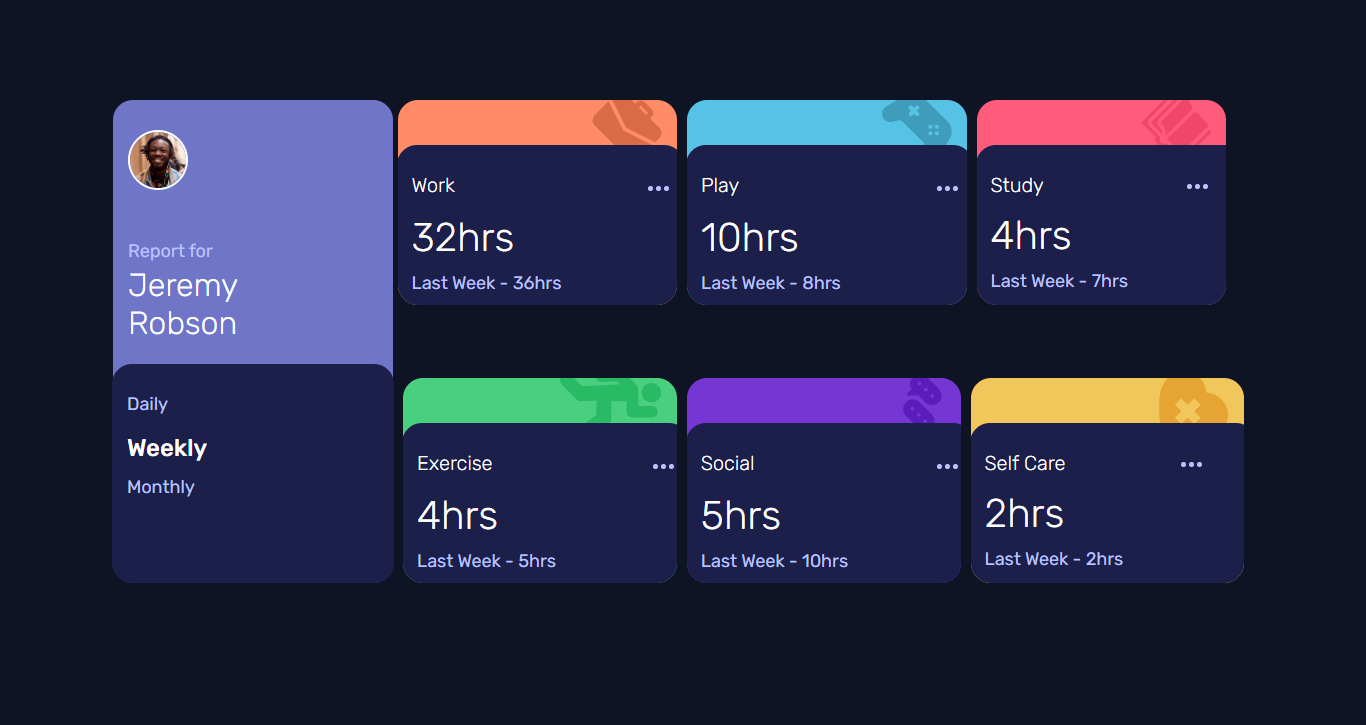 Report for
Jeremy
Robson
Daily
Weekly
Monthly
Work
32hrs
Last Week - 36hrs
Play
10hrs
Last Week - 8hrs
Study
4hrs
Last Week - 7hrs
Exercise
4hrs
Last Week - 5hrs
Social
5hrs
Last Week - 10hrs
Self Care
2hrs
Last Week - 2hrs